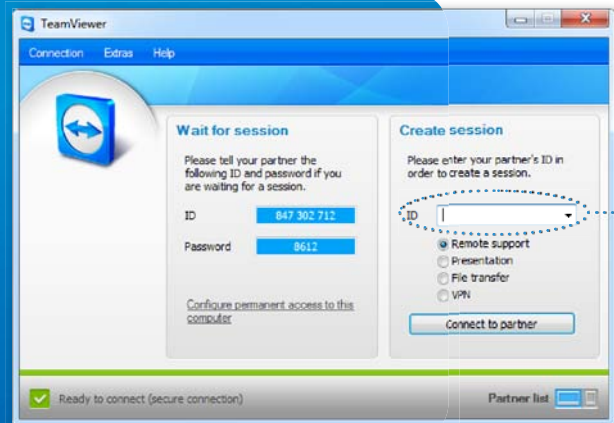 TeamViewer
Connection Extras Help
Wait for session
Please tell your partner the
following ID and password if you
are waiting for a session.
ID 847 302 712
Password 8612
Configure permanent access to this
computer
Create session
Please enter your partner's ID in
order to create a session.
ID
Remote support
Presentation
File transfer
VPN
Connect to partner
Ready to connect (secure connection)
Partner list